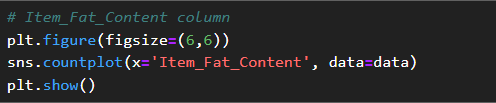 # Item_Fat_Content column
plt.figure(figsize=(6,6))
sns.countplot(x='Item_Fat_Content', data=data)
plt.show()